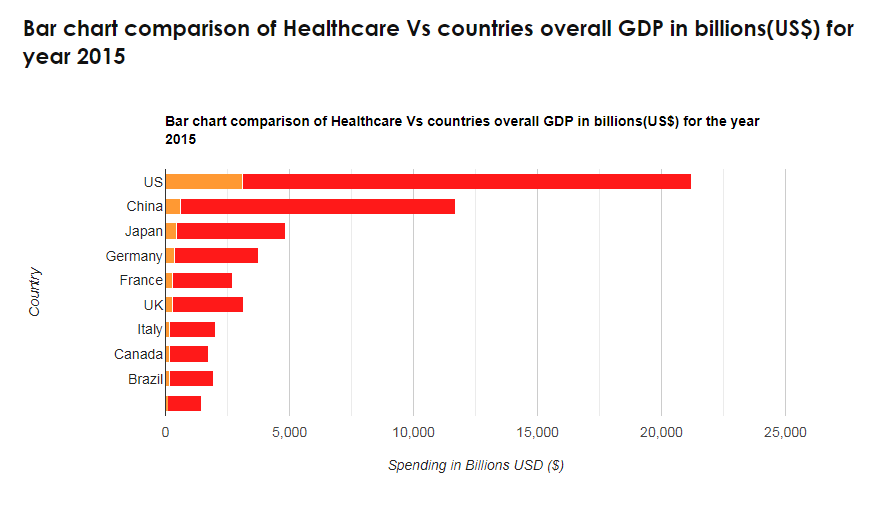 Bar chart comparison of Healthcare Vs countries overall GDP in billions(US$) for
year 2015
Bar chart comparison of Healthcare Vs countries overall GDP in billions(US$) for the year
2015
US
China
Japan
Germany
France
UK
Italy
Canada
Brazil
Country
0 5,000 10,000 15,000 20,000 25,000
Spending in Billions USD ($)